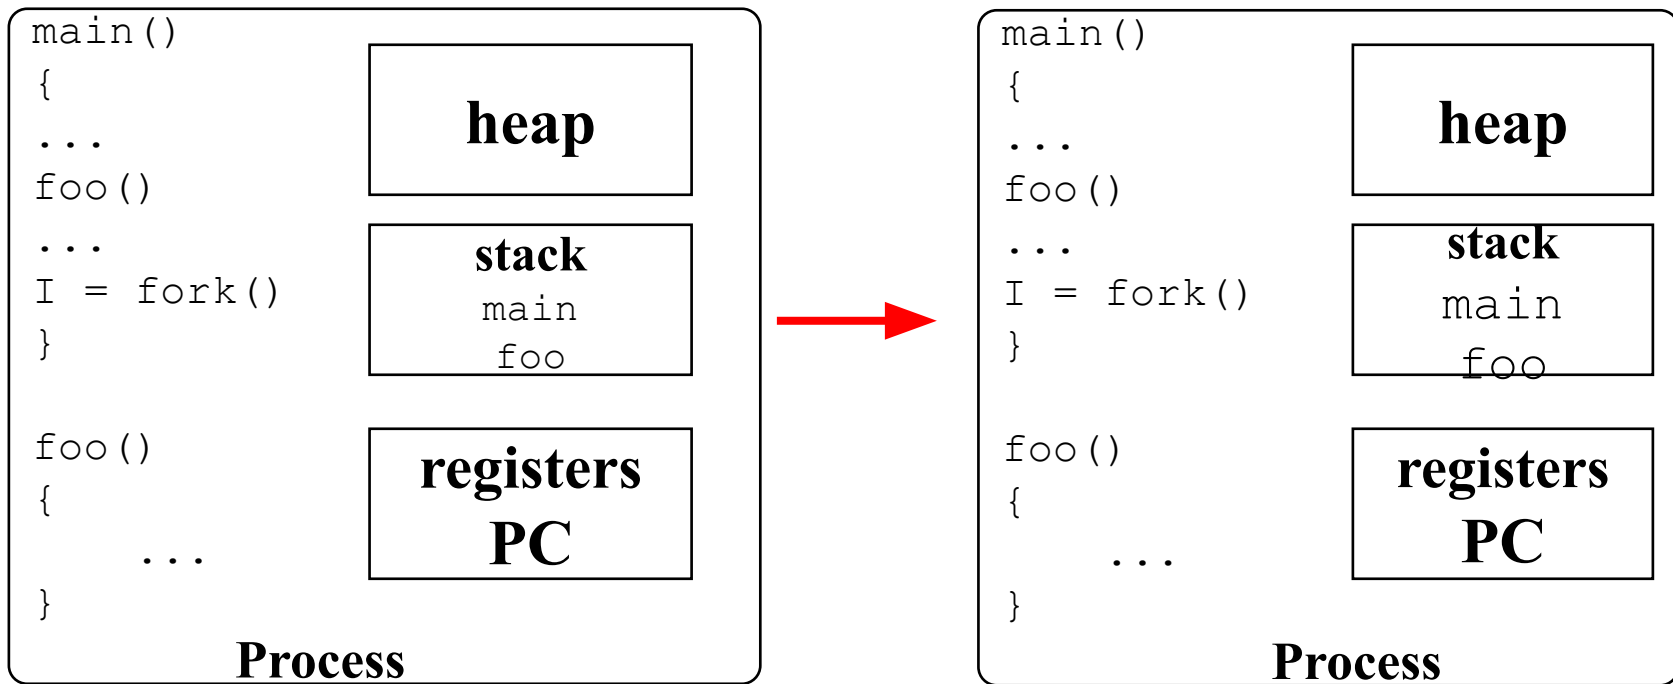 main()
{
...
foo()
...
I = fork()
}
foo()
{
...
}
heap
stack
main
foo
registers
PC
Process
main()
{
...
foo()
...
I = fork()
}
foo()
{
...
}
heap
stack
main
foo
registers
PC
Process